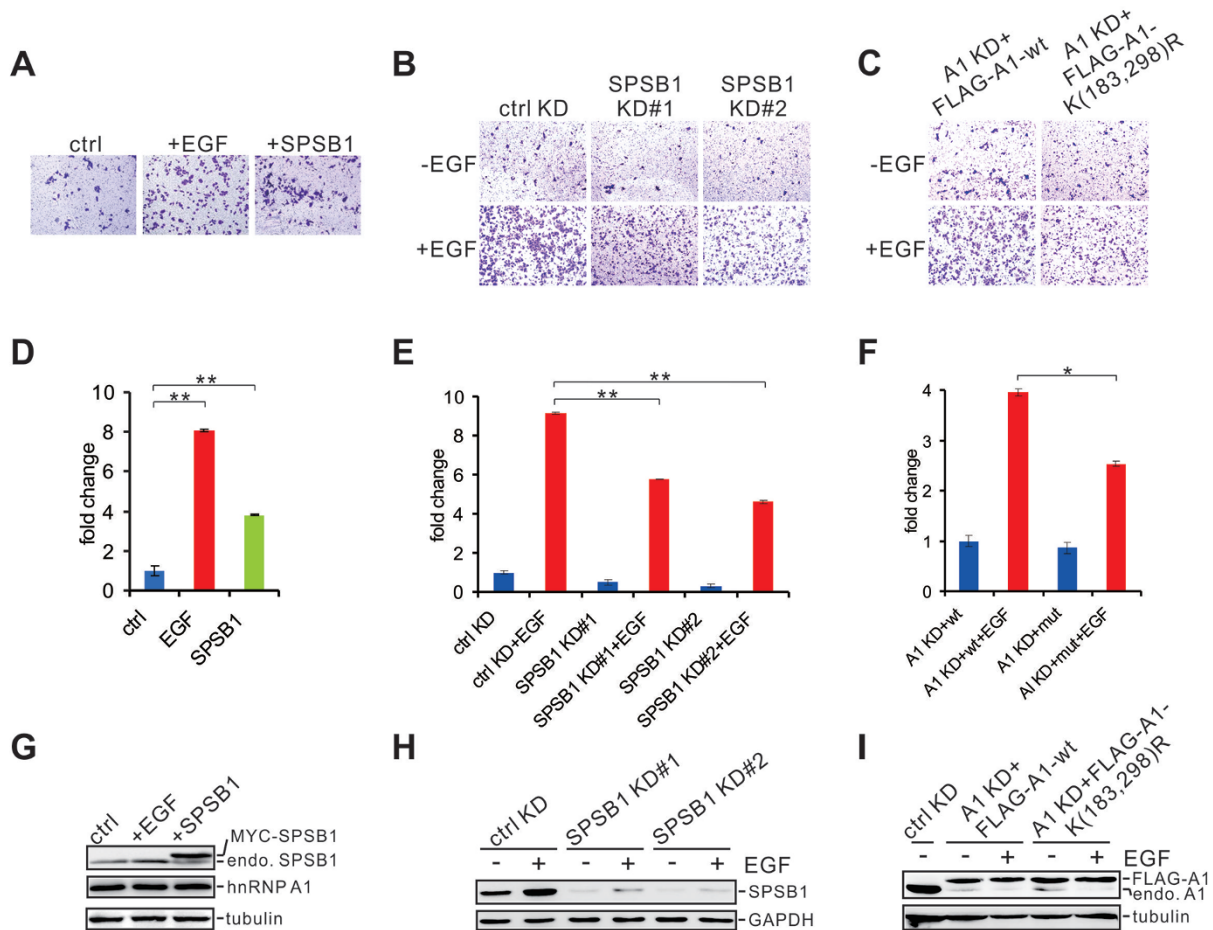 A
ctrl
+EGF
+SPSB1
B
ctrl KD
SPSB1
KD#1
SPSB1
KD#2
-EGF
+EGF
C
A1 KD+
FLAG-A1-wt
A1 KD+
FLAG-A1-
K(183,298)R
-EGF
+EGF
D
fold change
10
8
6
4
2
0
**
**
ctrl
EGF
SPSB1
E
fold change
10
8
6
4
2
0
**
**
ctrl KD
ctrl KD+EGF
SPSB1 KD#1
SPSB1 KD#1+EGF
SPSB1 KD#2
SPSB1 KD#2+EGF
F
fold change
4
3
2
1
0
*
A1 KD+wt
A1 KD+wt+EGF
A1 KD+mut
AI KD+mut+EGF
G
ctrl
+EGF
+SPSB1
MYC-SPSB1
endo. SPSB1
hnRNP A1
tubulin
H
ctrl KD
SPSB1 KD#1
SPSB1 KD#2
- + - + - + EGF
SPSB1
GAPDH
I
ctrl KD
A1 KD+
FLAG-A1-wt
A1 KD+FLAG-A1-
K(183,298)R
- - + - + EGF
FLAG-A1
endo. A1
tubulin